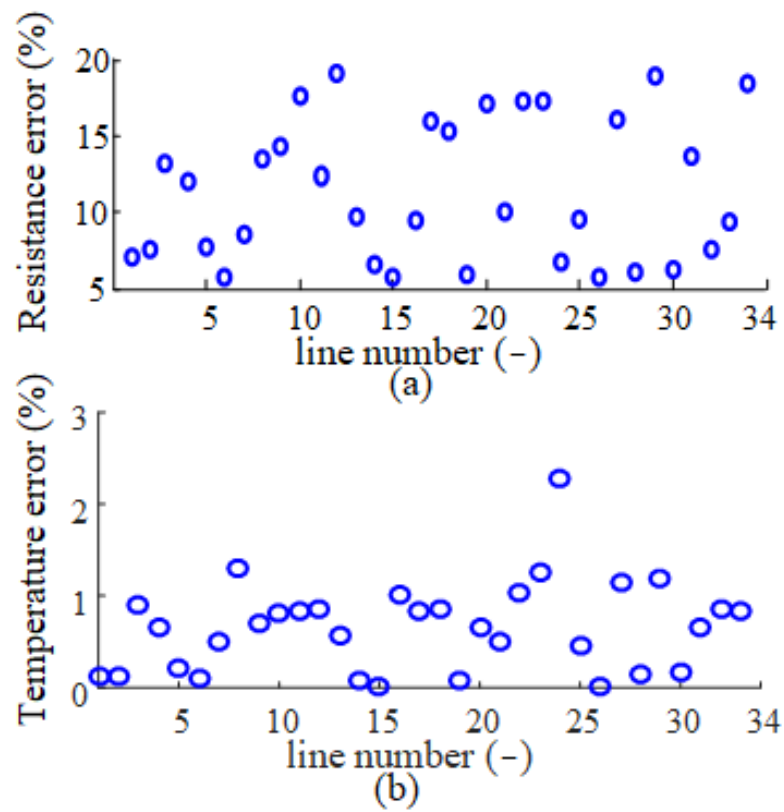 Resistance error (%)
20
15
10
5
5 10 15 20 25 30 34
line number (-)
(a)
Temperature error (%)
3
2
1
0
5 10 15 20 25 30 34
line number (-)
(b)